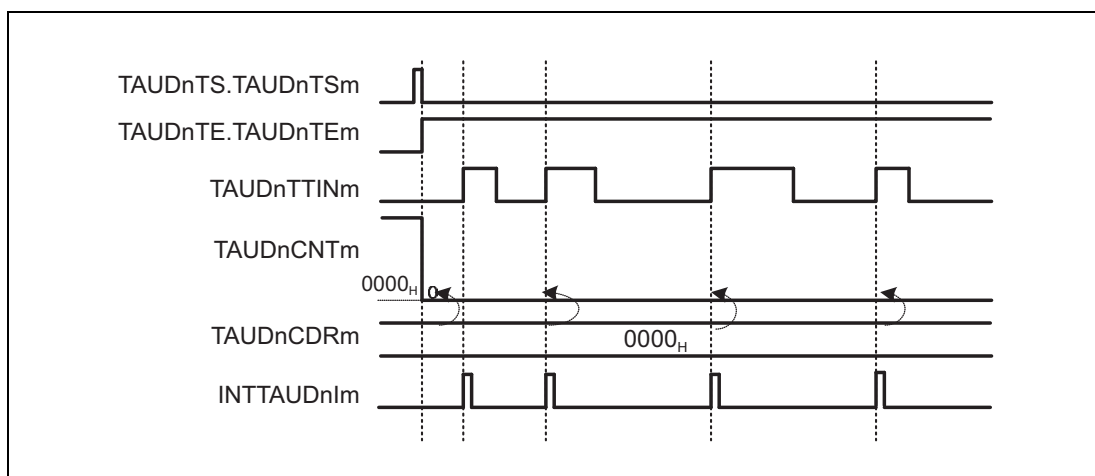 TAUDnTS.TAUDnTSm
TAUDnTE.TAUDnTEm
TAUDnTTINm
TAUDnCNTm
0000H
0
TAUDnCDRm
0000H
INTTAUDnIm